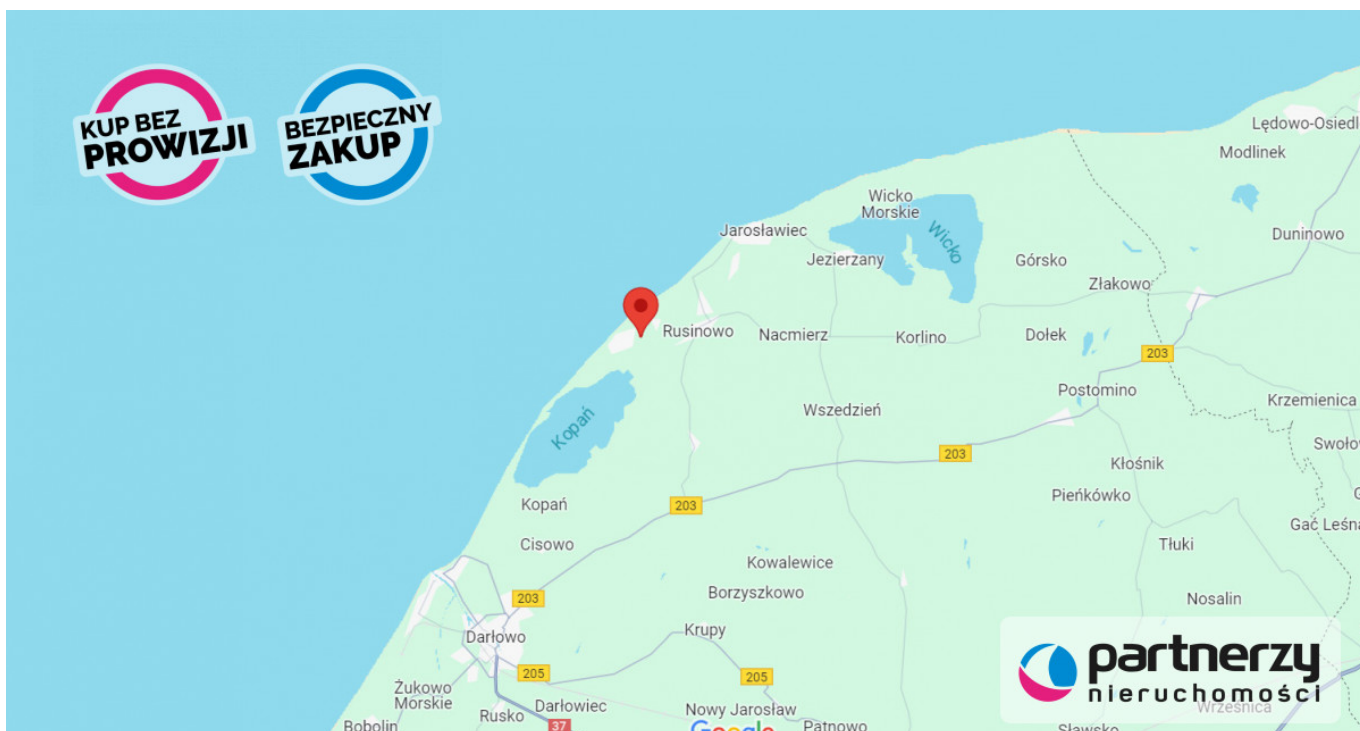 KUP BEZ
PROWIZJI
BEZPIECZNY
ZAKUP
Lędowo-Osiedl
Modlinek
Wicko
Morskie
Jarosławiec
Wicko
Duninowo
Jezierzany
Górsko
Złakowo
Rusinowo
Nacmierz
Korlino
Dołek
203
Postomino
Krzemienica
Kopań
Wszedzień
Swoło
203
Kłośnik
Pieńkówko
Kopań
203
Gać Leśna
Cisowo
Tłuki
Kowalewice
Borzyszkowo
203
Nosalin
Darłowo
Krupy
205
205
partnerzy
nieruchomości
Żukowo
Morskie
Darłowiec
Rusko
Nowy Jarosław
Wrześnica
Bobolin
37
Google
Patnowo
Sławsko